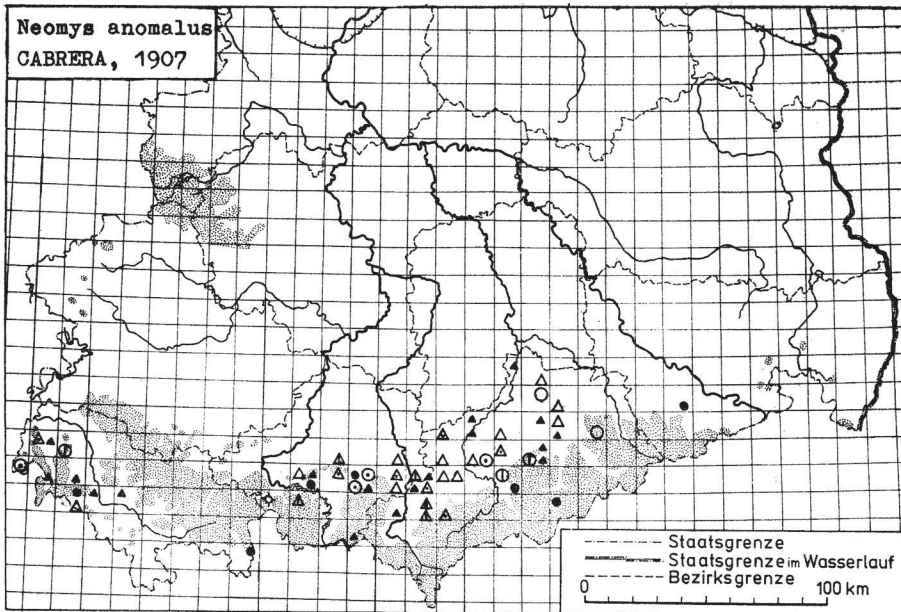 Neomys anomalus
CABRERA, 1907
Staatsgrenze
Staatsgrenze im Wasserlauf
Bezirksgrenze
0 100 km